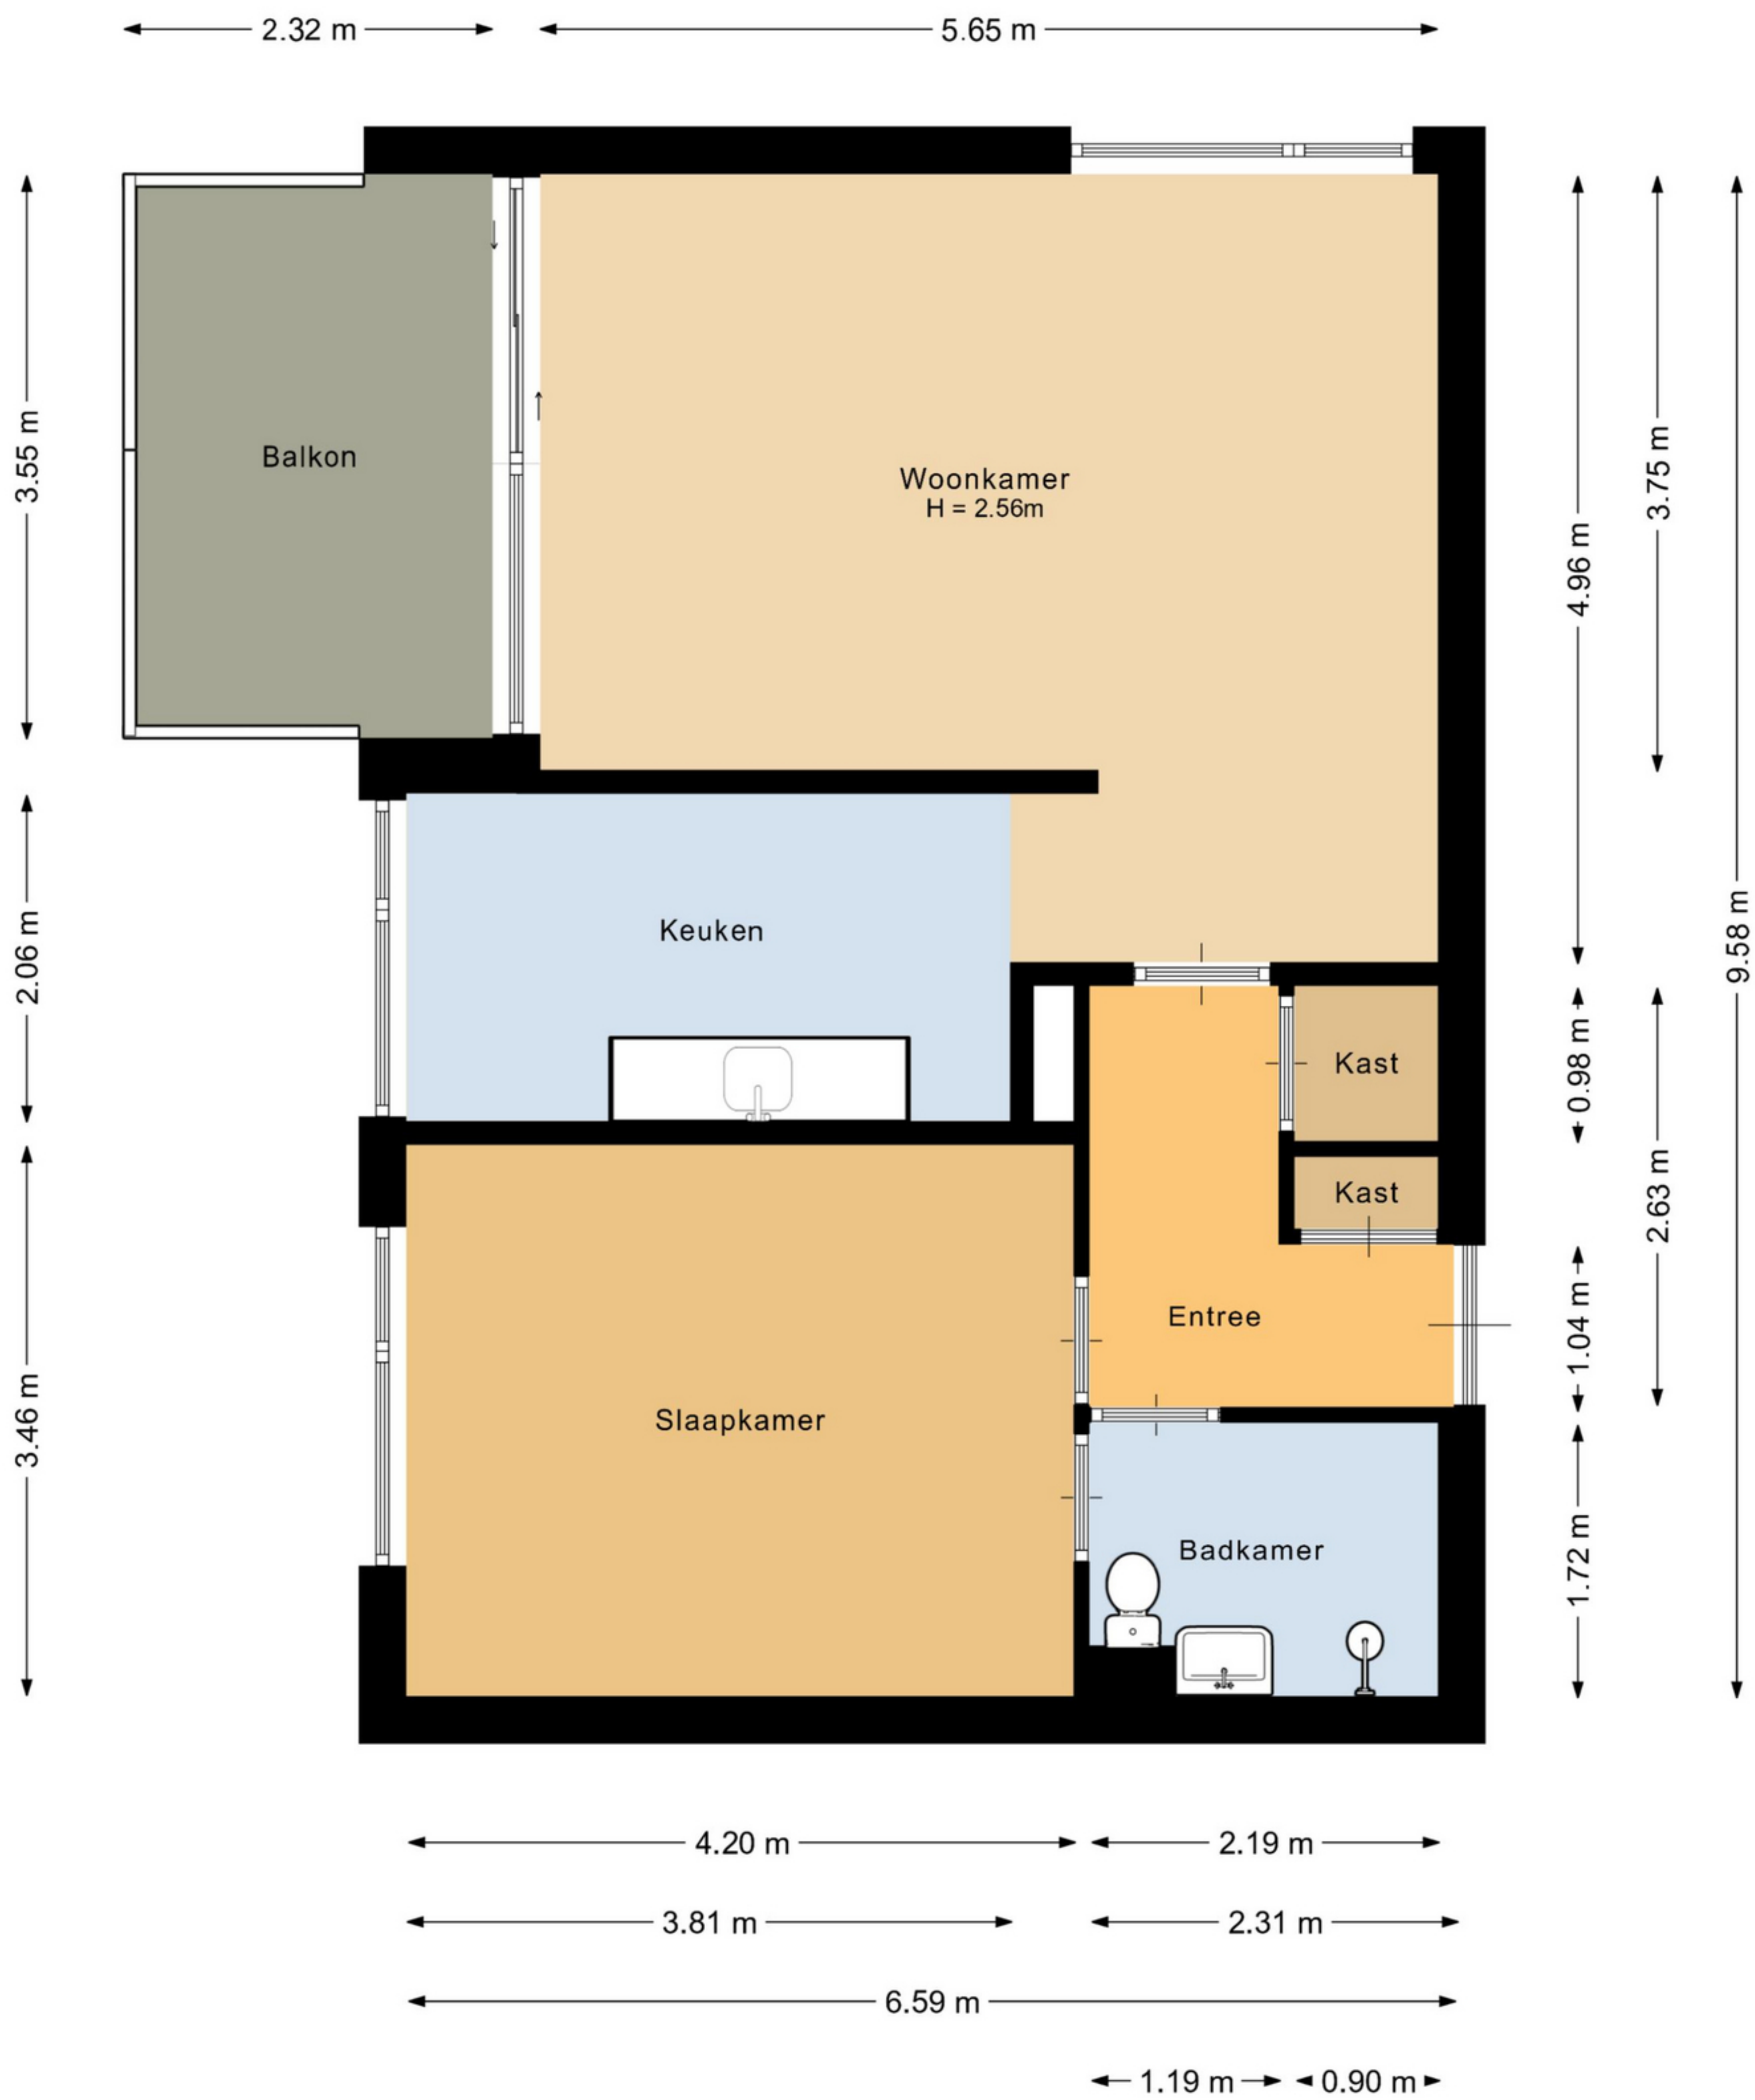 2.32 m
5.65 m
3.55 m
Balkon
Woonkamer
H = 2.56m
4.96 m
3.75 m
9.58 m
2.06 m
Keuken
Kast
0.98 m
Kast
2.63 m
Entree
1.04 m
3.46 m
Slaapkamer
Badkamer
1.72 m
4.20 m
2.19 m
3.81 m
2.31 m
6.59 m
1.19 m
0.90 m